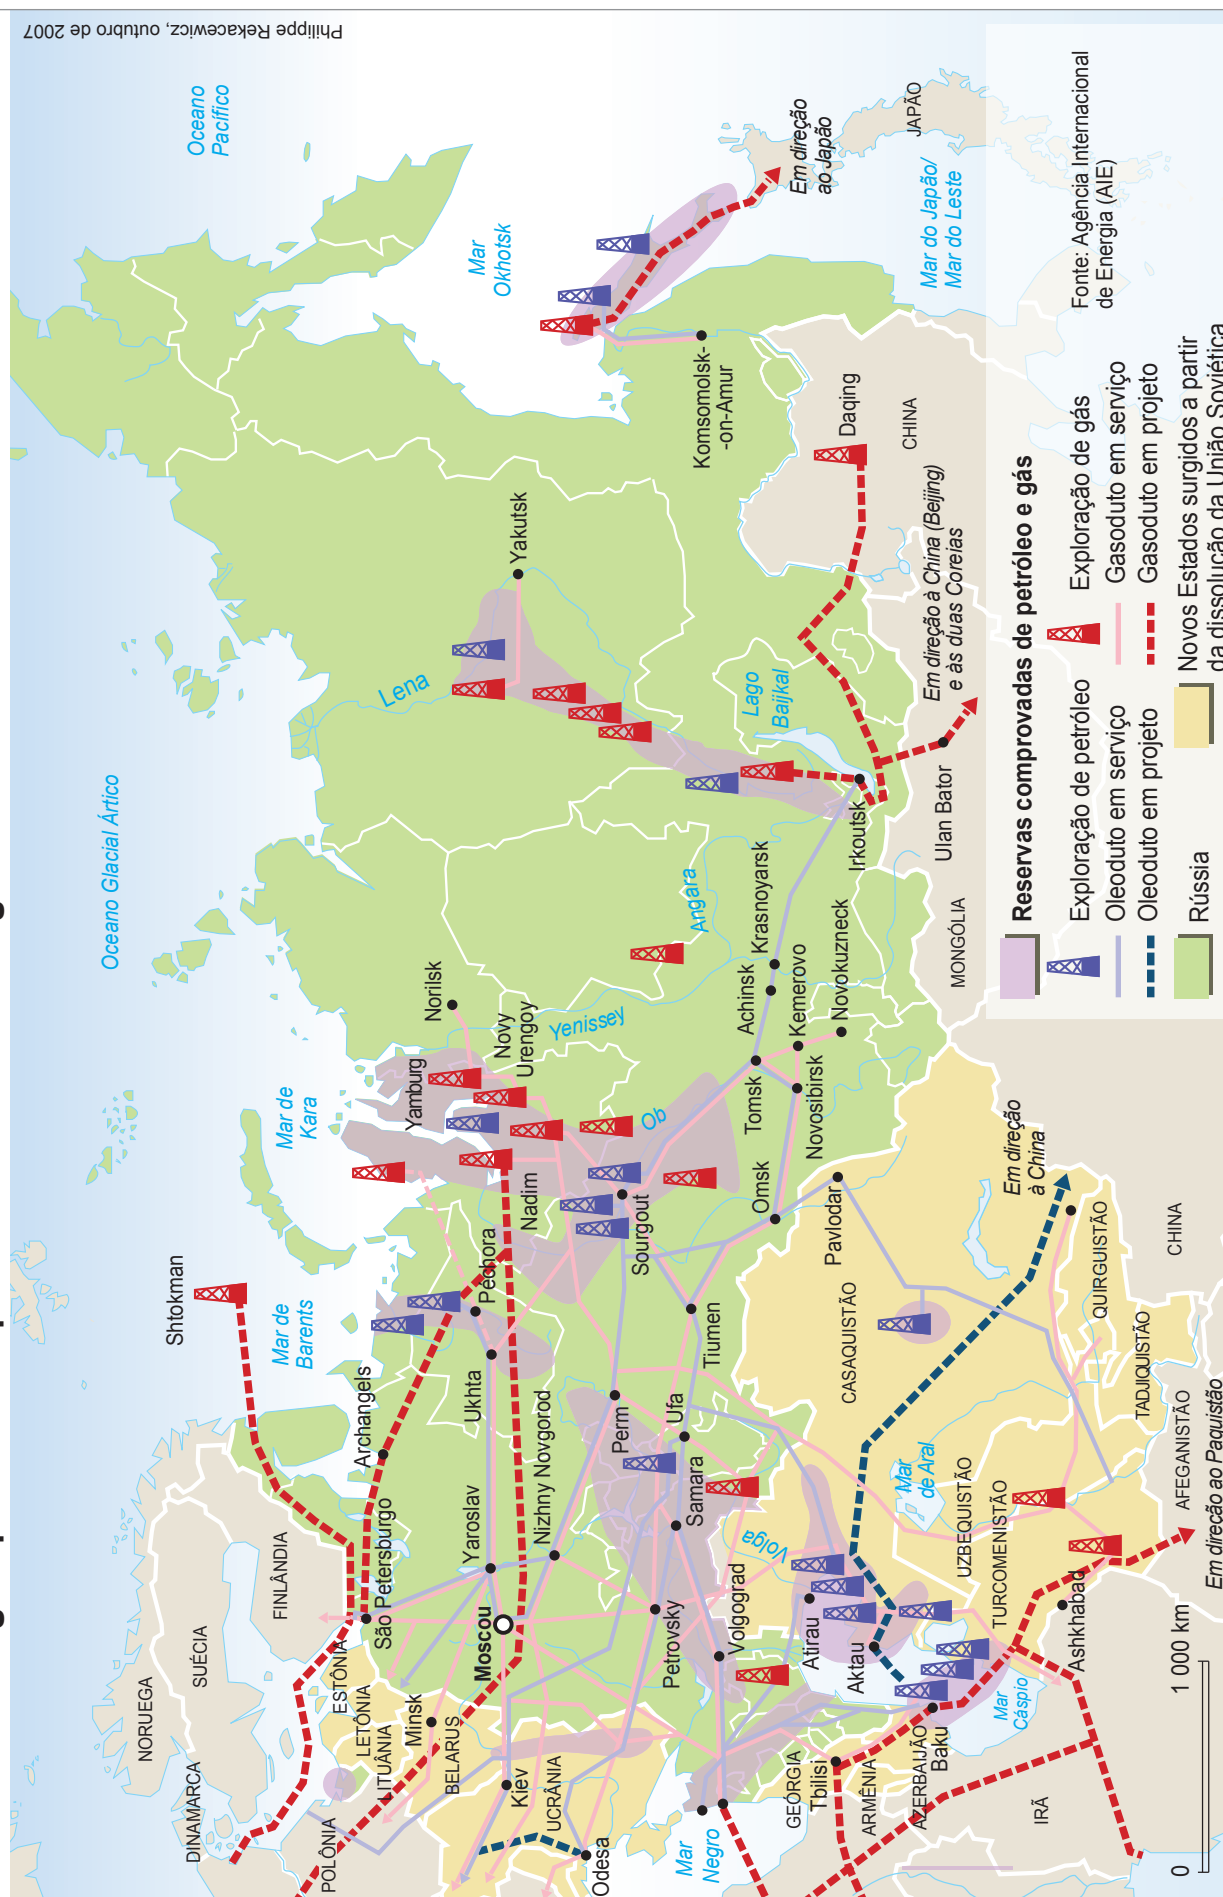 Philippe Rekacewicz, outubro de 2007
Oceano
Pacífico
Oceano Glacial Ártico
Mar
Okhotsk
Em direção
ao Japão
JAPÃO
Mar do Japão/
Mar do Leste
Komsomolsk-
-on-Amur
Daqing
CHINA
Em direção à China (Beijing)
e às duas Coreias
Yakutsk
Lena
Lago
Baijkal
Irkoutsk
Ulan Bator
MONGÓLIA
Angara
Krasnoyarsk
Achinsk
Kemerovo
Novokuzneck
Tomsk
Novosibirsk
Norilsk
Novy
Urengoy
Yenissey
Yamburg
Mar de
Kara
Ob
Nadim
Sourgout
Omsk
Pavlodar
Em direção
à China
Shtokman
Mar de
Barents
Péchora
Ukhta
Archangels
Tiumen
Perm
Ufa
Samara
Nizhny Novgorod
Yaroslav
São Petersburgo
Moscou
Petrovsky
Volgograd
Volga
CASAQUISTÃO
Mar
de Aral
QUIRGUISTÃO
CHINA
TADJIQUISTÃO
UZBEQUISTÃO
TURCOMENISTÃO
AFEGANISTÃO
Em direção ao Paquistão
Ashkhabad
Atirau
Aktau
Mar
Cáspio
Baku
AZERBAIJÃO
ARMÊNIA
Tbilisi
GEÓRGIA
IRÃ
Mar
Negro
Odesa
UCRÂNIA
Kiev
BELARUS
Minsk
LITUÂNIA
LETÔNIA
ESTÔNIA
POLÔNIA
DINAMARCA
NORUEGA
SUÉCIA
FINLÂNDIA
0 1 000 km
Reservas comprovadas de petróleo e gás
Exploração de petróleo
Exploração de gás
Oleoduto em serviço
Gasoduto em serviço
Oleoduto em projeto
Gasoduto em projeto
Rússia
Novos Estados surgidos a partir
da dissolução da União Soviética
Fonte: Agência Internacional
de Energia (AIE)